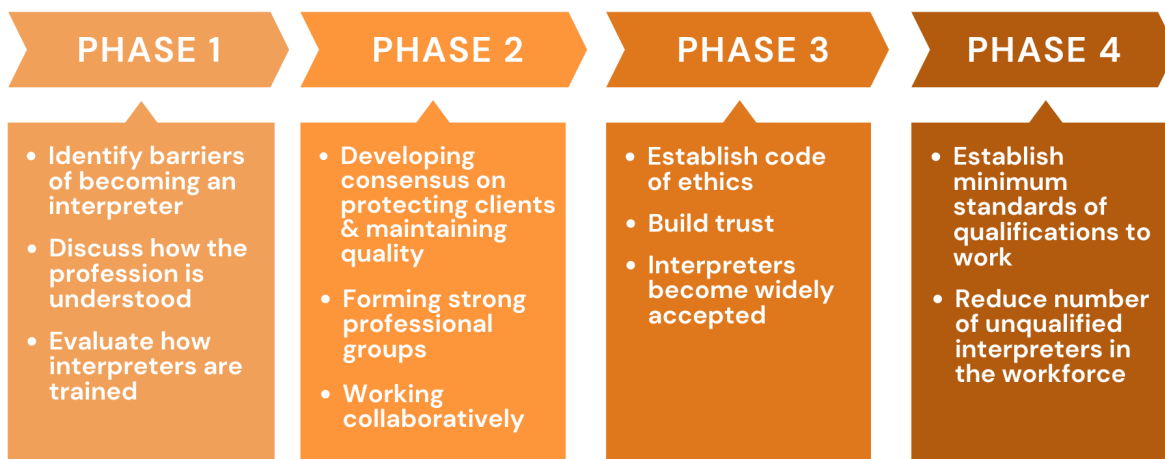 PHASE 1
• Identify barriers
of becoming an
interpreter
• Discuss how the
profession is
understood
• Evaluate how
interpreters are
trained
PHASE 2
• Developing
consensus on
protecting clients
& maintaining
quality
• Forming strong
professional
groups
• Working
collaboratively
PHASE 3
• Establish code
of ethics
• Build trust
• Interpreters
become widely
accepted
PHASE 4
• Establish
minimum
standards of
qualifications to
work
• Reduce number
of unqualified
interpreters in
the workforce